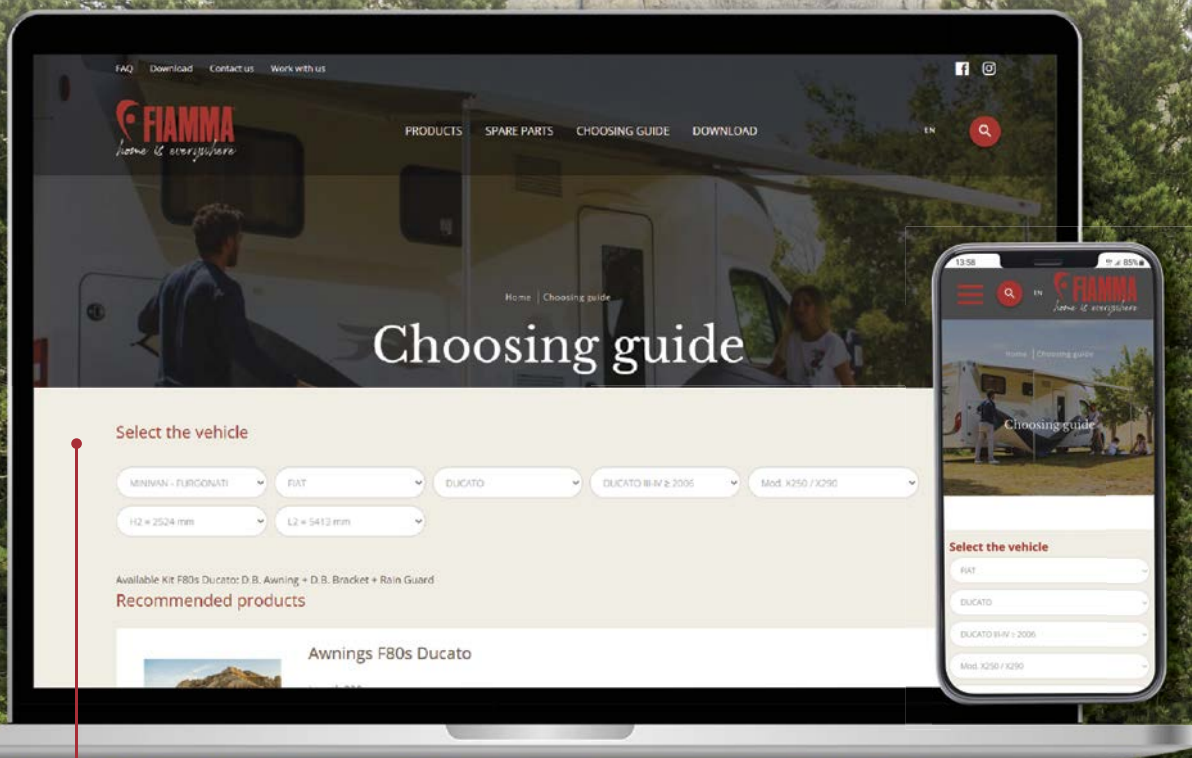 FAQ Download Contact us Work with us
FIAMMA
home is everywhere
PRODUCTS SPARE PARTS CHOOSING GUIDE DOWNLOAD
EN
Home | Choosing guide
Choosing guide
Select the vehicle
MINIVAN - FURGONATI FIAT DUCATO DUCATO III-IV ≥ 2006 Mod. X250 / X290
H2 = 2524 mm L2 = 5413 mm
Available Kit F80s Ducato: D.B. Awning + D.B. Bracket + Rain Guard
Recommended products
Awnings F80s Ducato
13:58 85%
EN FIAMMA
home is everywhere
Home | Choosing guide
Choosing guide
Select the vehicle
FIAT
DUCATO
DUCATO III-IV ≥ 2006
Mod. X250 / X290